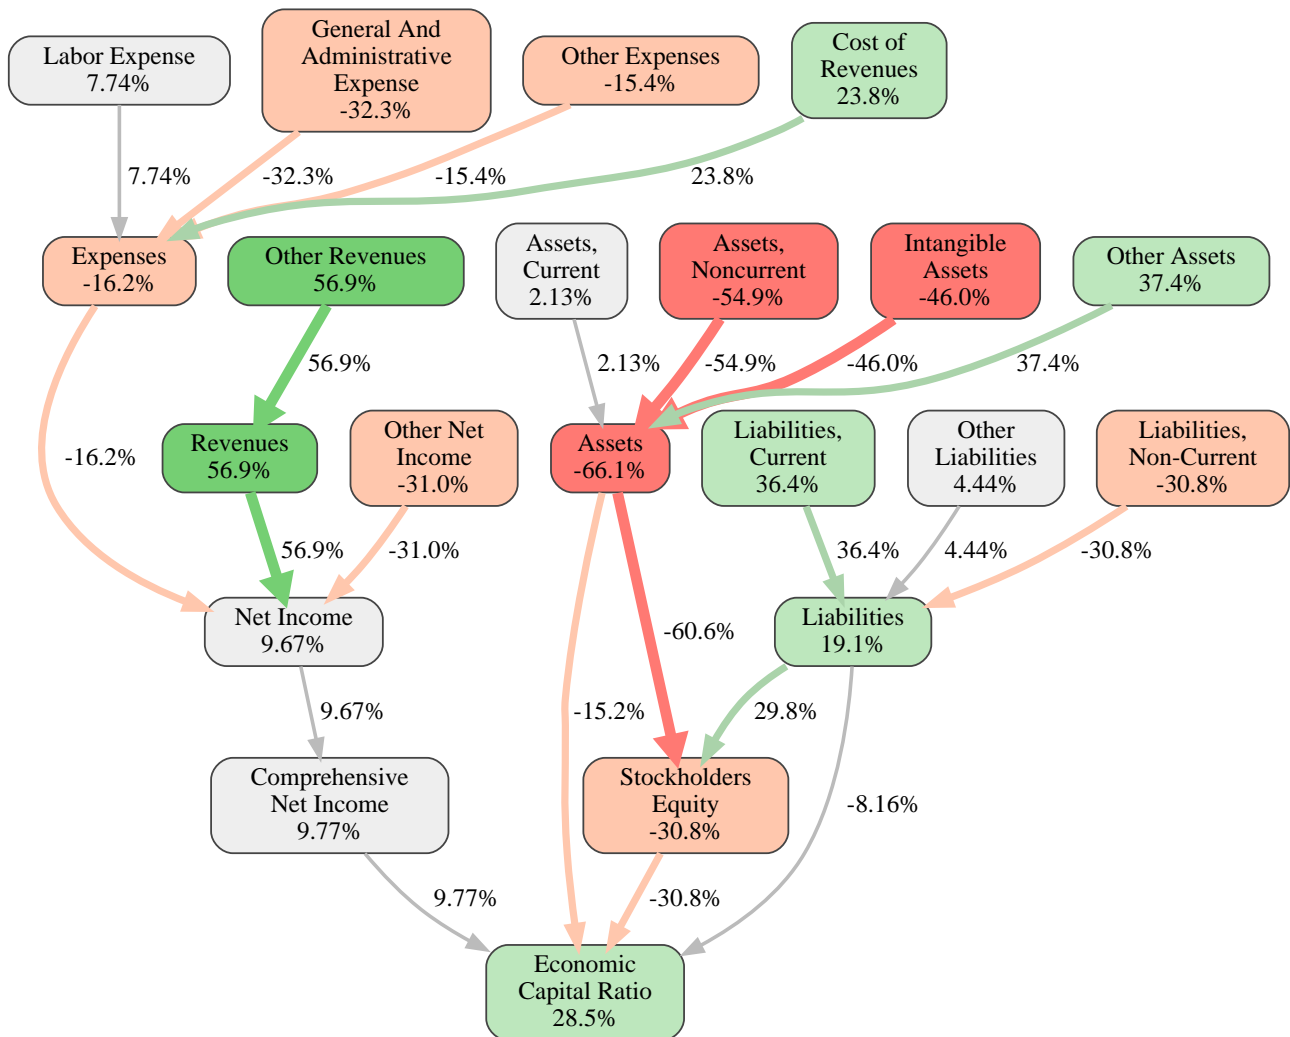 Labor Expense
7.74%
General And
Administrative
Expense
-32.3%
Other Expenses
-15.4%
Cost of
Revenues
23.8%
7.74%
-32.3%
-15.4%
23.8%
Expenses
-16.2%
Other Revenues
56.9%
Assets,
Current
2.13%
Assets,
Noncurrent
-54.9%
Intangible
Assets
-46.0%
Other Assets
37.4%
56.9%
2.13%
-54.9%
-46.0%
37.4%
-16.2%
Revenues
56.9%
Other Net
Income
-31.0%
Assets
-66.1%
Liabilities,
Current
36.4%
Other
Liabilities
4.44%
Liabilities,
Non-Current
-30.8%
56.9%
-31.0%
36.4%
4.44%
-30.8%
Net Income
9.67%
-60.6%
Liabilities
19.1%
9.67%
-15.2%
29.8%
Comprehensive
Net Income
9.77%
Stockholders
Equity
-30.8%
-8.16%
9.77%
-30.8%
Economic
Capital Ratio
28.5%